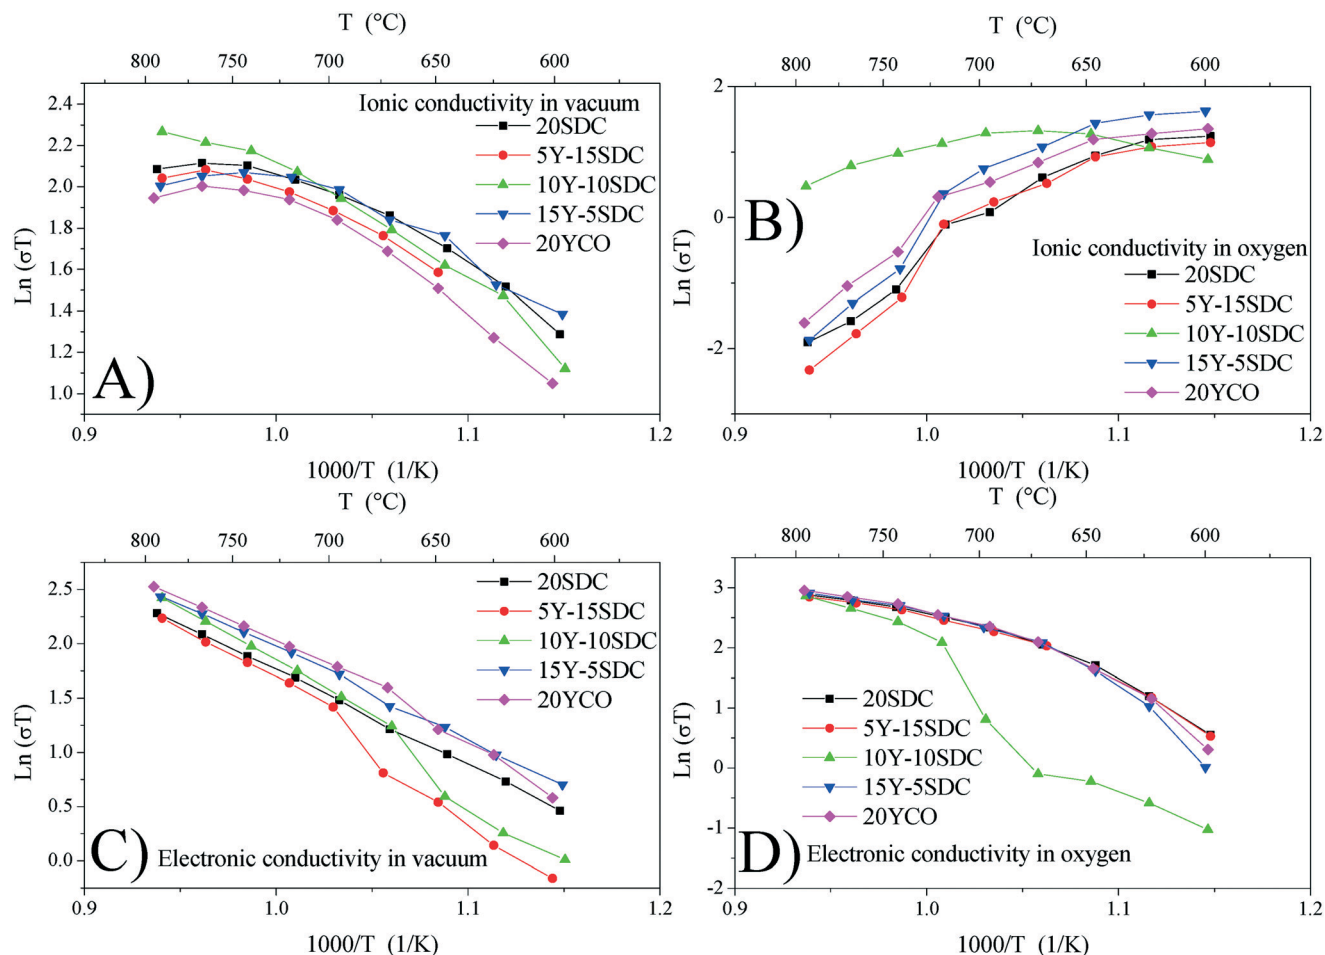 T (°C)
800 750 700 650 600
2.4
2.2
2.0
1.8
1.6
1.4
1.2
1.0
Ln (σT)
Ionic conductivity in vacuum
20SDC
5Y-15SDC
10Y-10SDC
15Y-5SDC
20YCO
A)
0.9 1.0 1.1 1.2
1000/T (1/K)
T (°C)
800 750 700 650 600
2
0
-2
Ln (σT)
B)
Ionic conductivity in oxygen
20SDC
5Y-15SDC
10Y-10SDC
15Y-5SDC
20YCO
0.9 1.0 1.1 1.2
1000/T (1/K)
T (°C)
800 750 700 650 600
2.5
2.0
1.5
1.0
0.5
0.0
Ln (σT)
20SDC
5Y-15SDC
10Y-10SDC
15Y-5SDC
20YCO
C)
Electronic conductivity in vacuum
0.9 1.0 1.1 1.2
1000/T (1/K)
T (°C)
800 750 700 650 600
3
2
1
0
-1
-2
Ln (σT)
20SDC
5Y-15SDC
10Y-10SDC
15Y-5SDC
20YCO
D)
Electronic conductivity in oxygen
0.9 1.0 1.1 1.2
1000/T (1/K)